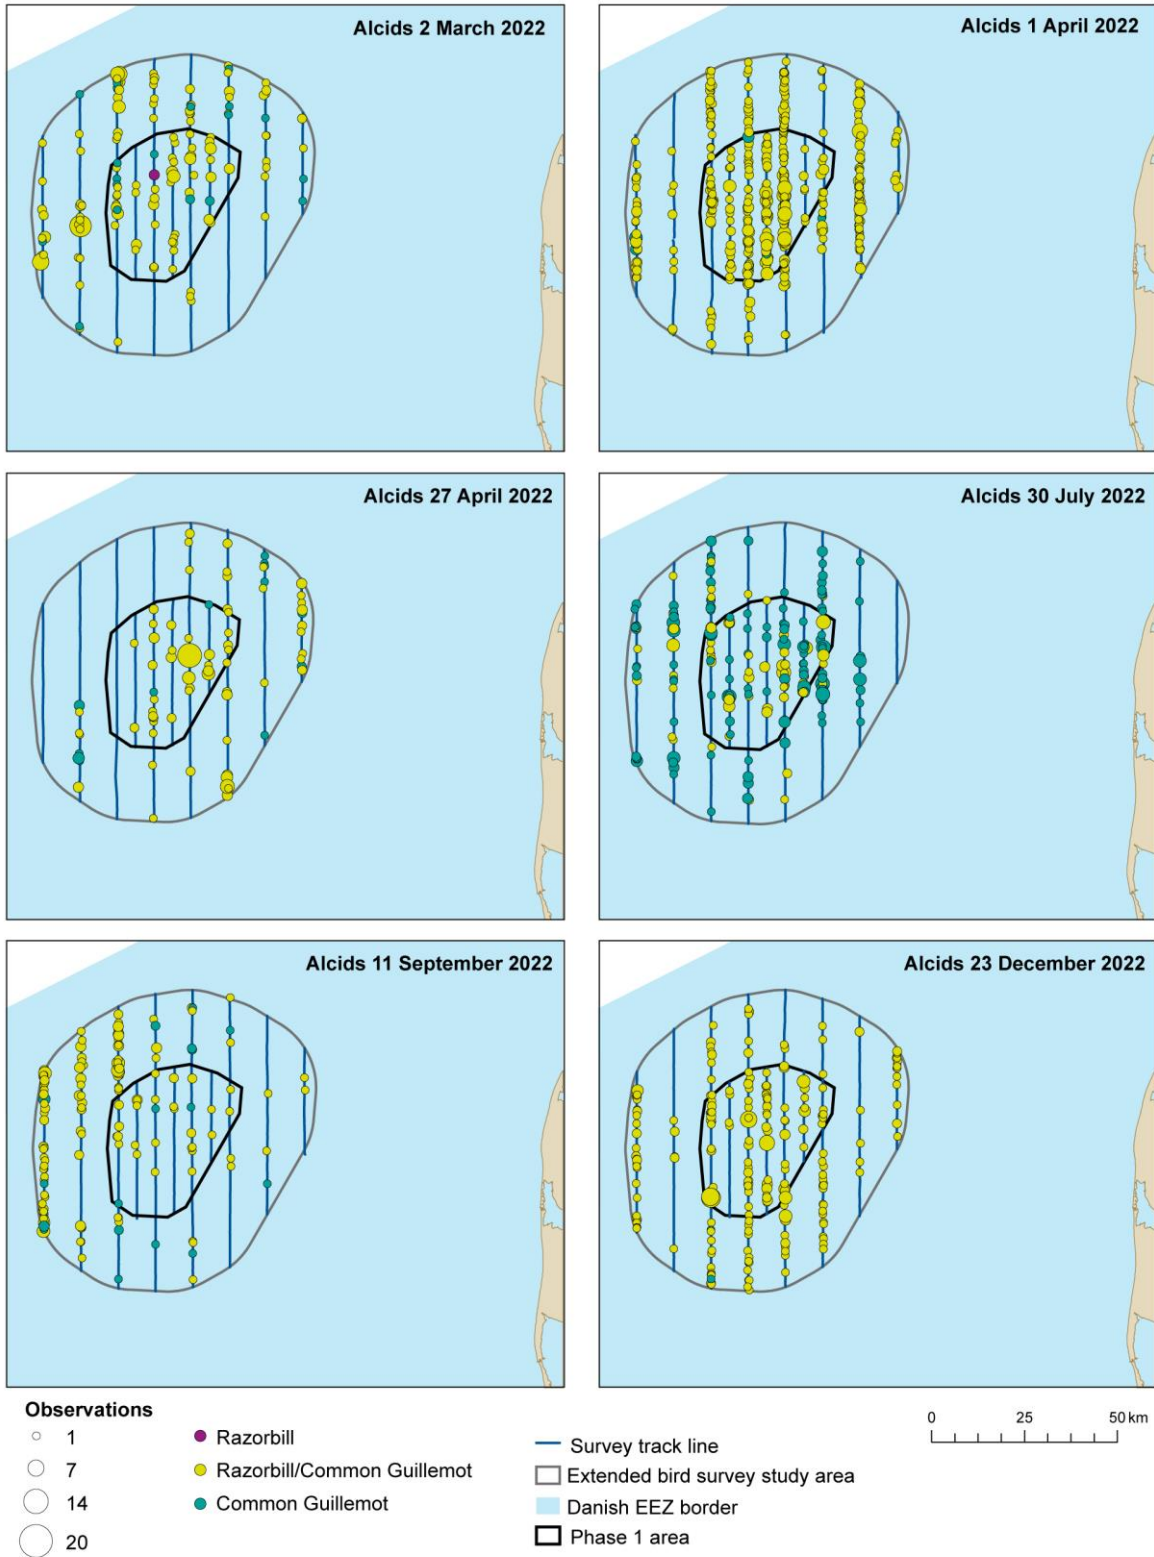 Alcids 2 March 2022
Alcids 1 April 2022
Alcids 27 April 2022
Alcids 30 July 2022
Alcids 11 September 2022
Alcids 23 December 2022
Observations
1
7
14
20
Razorbill
Razorbill/Common Guillemot
Common Guillemot
Survey track line
Extended bird survey study area
Danish EEZ border
Phase 1 area
0 25 50 km